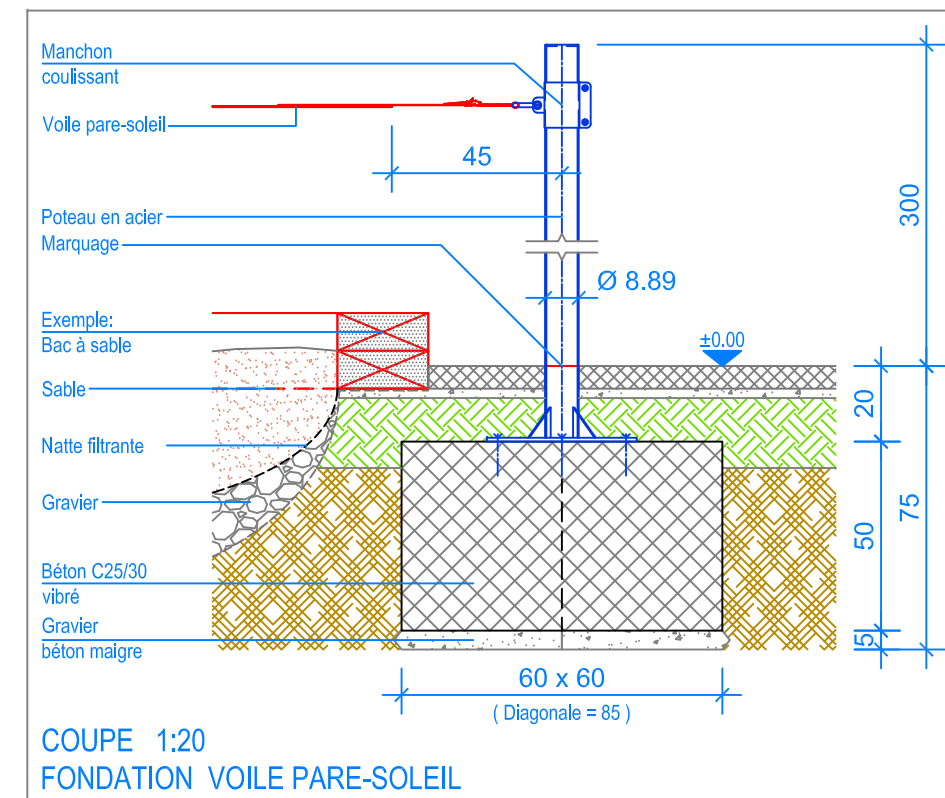 Manchon
coulissant
Voile pare-soleil
45
Poteau en acier
Marquage
300
Ø 8.89
Exemple:
Bac à sable
±0.00
Sable
20
Natte filtrante
Gravier
75
50
Béton C25/30
vibré
Gravier
béton maigre
5
60 x 60
( Diagonale = 85 )
COUPE 1:20
FONDATION VOILE PARE-SOLEIL